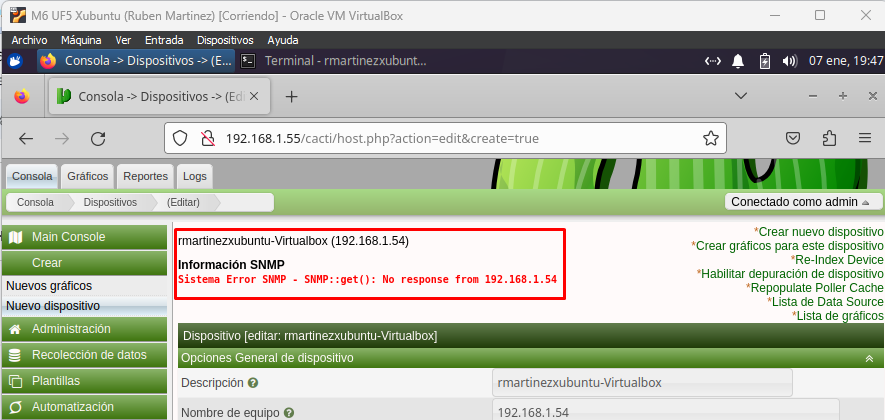 M6 UF5 Xubuntu (Ruben Martinez) [Corriendo] - Oracle VM VirtualBox
Archivo Máquina Ver Entrada Dispositivos Ayuda
Consola -> Dispositivos -> (E... Terminal - rmartinezxubunt... 07 ene, 19:47
Consola -> Dispositivos -> (Edi
192.168.1.55/cacti/host.php?action=edit&create=true
Consola Gráficos Reportes Logs
Consola Dispositivos (Editar) Conectado como admin
Main Console
Crear
Nuevos gráficos
Nuevo dispositivo
Administración
Recolección de datos
Plantillas
Automatización
rmartinezxubuntu-Virtualbox (192.168.1.54)
Información SNMP
Sistema Error SNMP - SNMP::get(): No response from 192.168.1.54
*Crear nuevo dispositivo
*Crear gráficos para este dispositivo
*Re-Index Device
*Habilitar depuración de dispositivo
*Repopulate Poller Cache
*Lista de Data Source
*Lista de gráficos
Dispositivo [editar: rmartinezxubuntu-Virtualbox]
Opciones General de dispositivo
Descripción rmartinezxubuntu-Virtualbox
Nombre de equipo 192.168.1.54